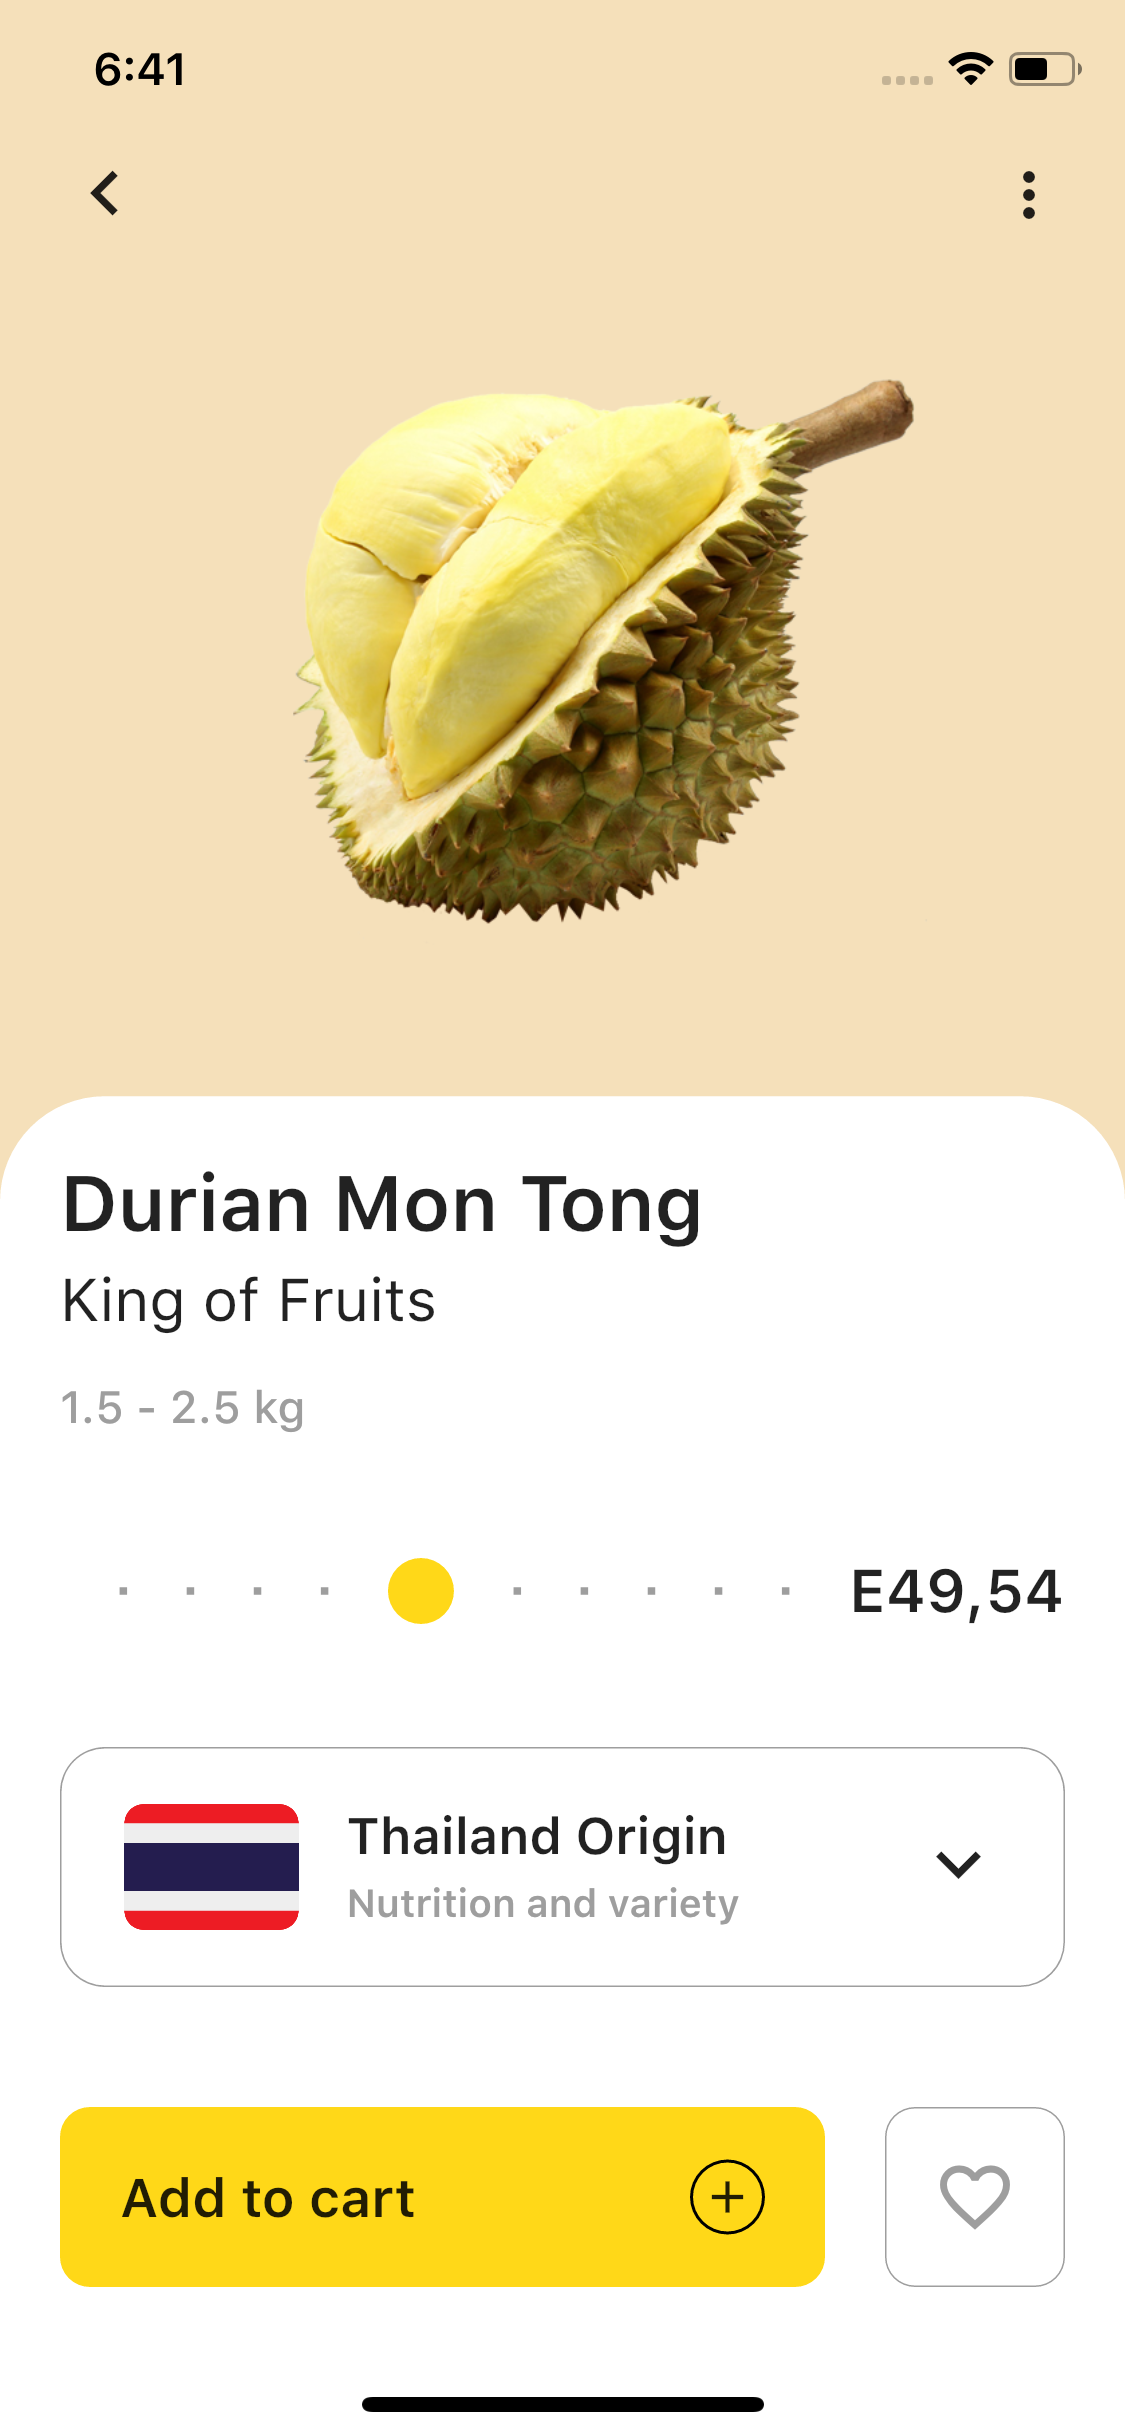 6:41
Durian Mon Tong
King of Fruits
1.5 - 2.5 kg
E49,54
Thailand Origin
Nutrition and variety
Add to cart